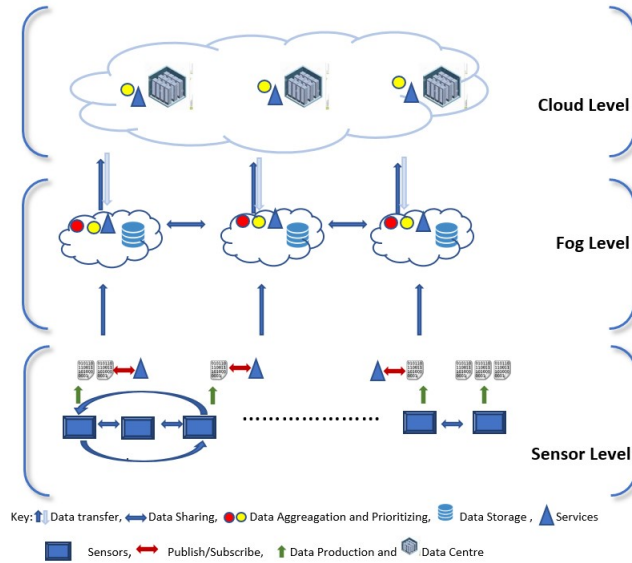 Cloud Level
Fog Level
Sensor Level
Key: Data transfer, Data Sharing, Data Aggreagation and Prioritizing, Data Storage , Services
Sensors, Publish/Subscribe, Data Production and Data Centre